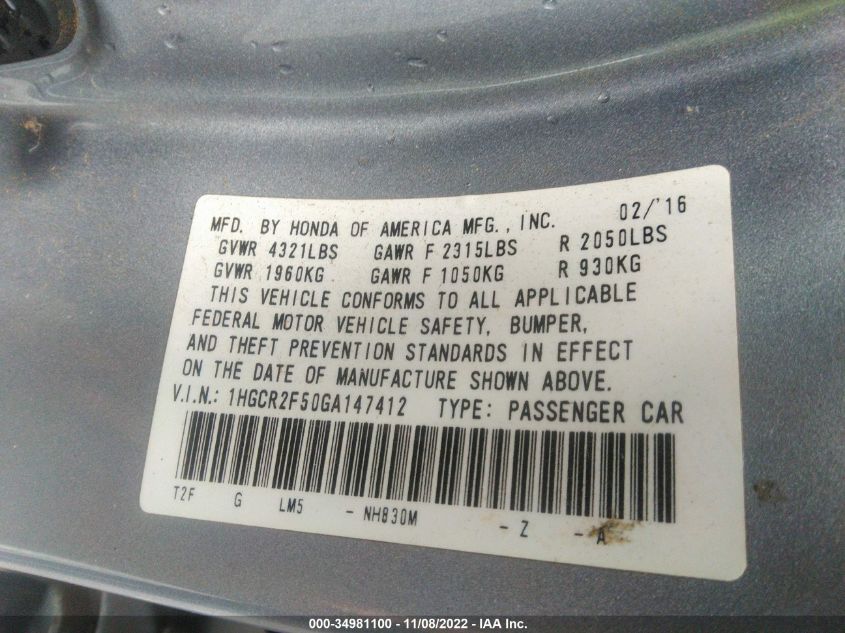 MFD. BY HONDA OF AMERICA MFG., INC. 02/'16
GVWR 4321LBS GAWR F 2315LBS R 2050LBS
GVWR 1960KG GAWR F 1050KG R 930KG
THIS VEHICLE CONFORMS TO ALL APPLICABLE
FEDERAL MOTOR VEHICLE SAFETY, BUMPER,
AND THEFT PREVENTION STANDARDS IN EFFECT
ON THE DATE OF MANUFACTURE SHOWN ABOVE.
V.I.N.: 1HGCR2F50GA147412 TYPE: PASSENGER CAR
T2F G LM5 - NH830M - Z - A
000-34981100 - 11/08/2022 - IAA Inc.